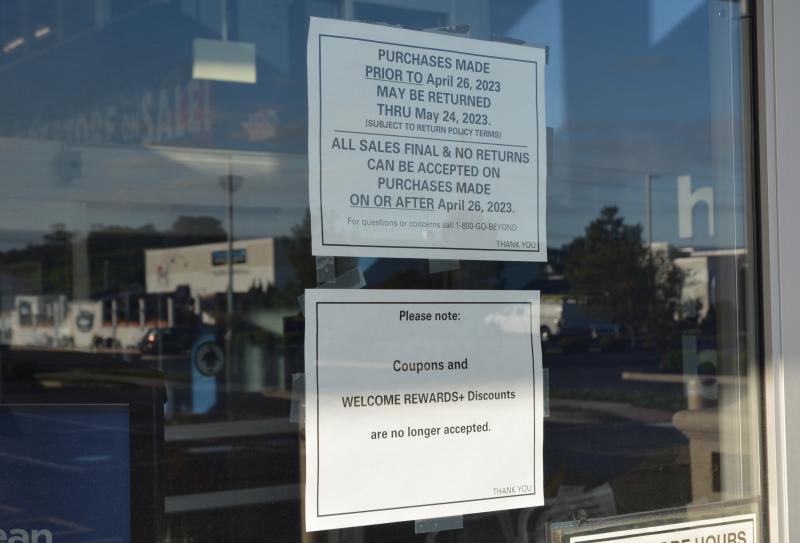 PURCHASES MADE
PRIOR TO April 26, 2023
MAY BE RETURNED
THRU May 24, 2023.
(SUBJECT TO RETURN POLICY TERMS)
ALL SALES FINAL & NO RETURNS
CAN BE ACCEPTED ON
PURCHASES MADE
ON OR AFTER April 26, 2023.
For questions or concerns call 1-800-GO-BEYOND
THANK YOU
Please note:
Coupons and
WELCOME REWARDS+ Discounts
are no longer accepted.
THANK YOU
SALE!
h
ean
HOURS